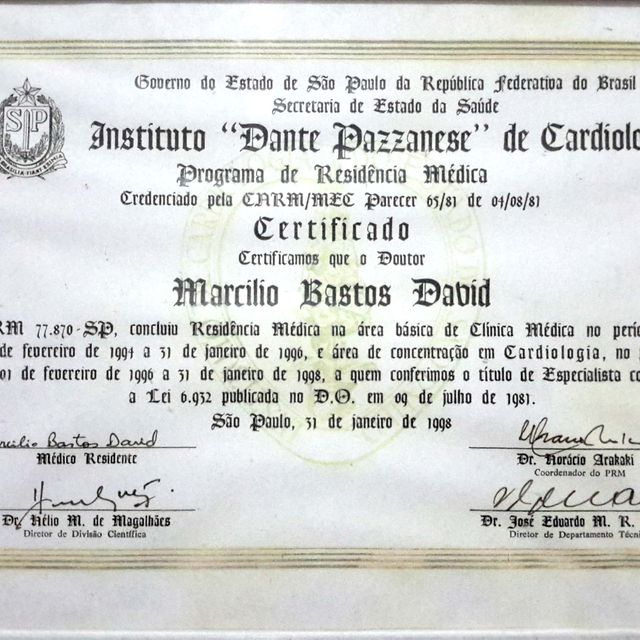 Governo do Estado de São Paulo da República Federativa do Brasil
Secretaria de Estado da Saúde
SP
Instituto "Dante Pazzanese" de Cardiolo
Programa de Residência Médica
Credenciado pela CNRM/MEC Parecer 65/81 de 04/08/81
Certificado
Certificamos que o Doutor
Marcilio Bastos David
RM 77.870-SP, concluiu Residência Médica na área básica de Clínica Médica no perío
de fevereiro de 1994 a 31 de janeiro de 1996, e área de concentração em Cardiologia, no
01 de fevereiro de 1996 a 31 de janeiro de 1998, a quem conferimos o título de Especialista co
a Lei 6.932 publicada no D.O. em 09 de julho de 1981.
São Paulo, 31 de janeiro de 1998
rcilio Bastos David
Médico Residente
Dr. Horácio Arakaki
Coordenador do PRM
Dr. Hélio M. de Magalhães
Diretor de Divisão Científica
Dr. José Eduardo M. R.
Diretor de Departamento Técni